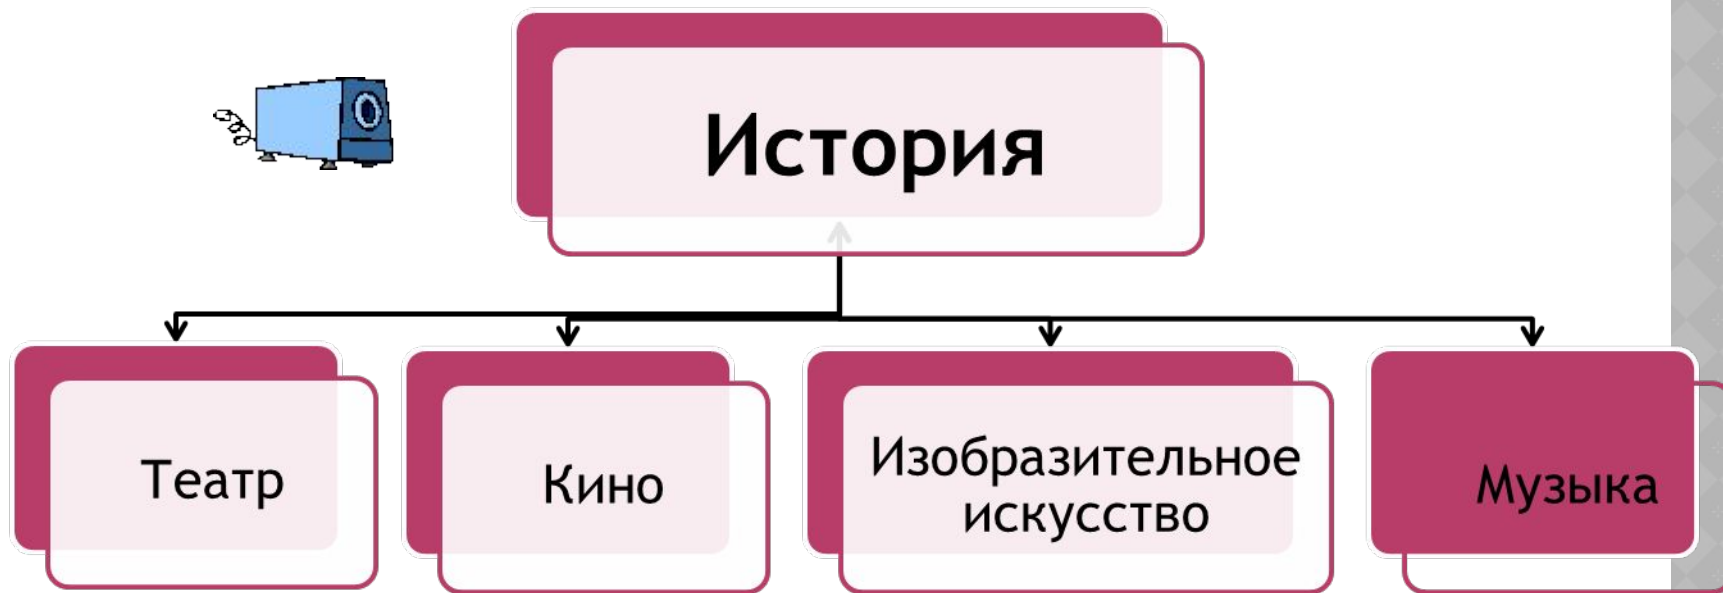 История
Театр
Кино
Изобразительное
искусство
Музыка